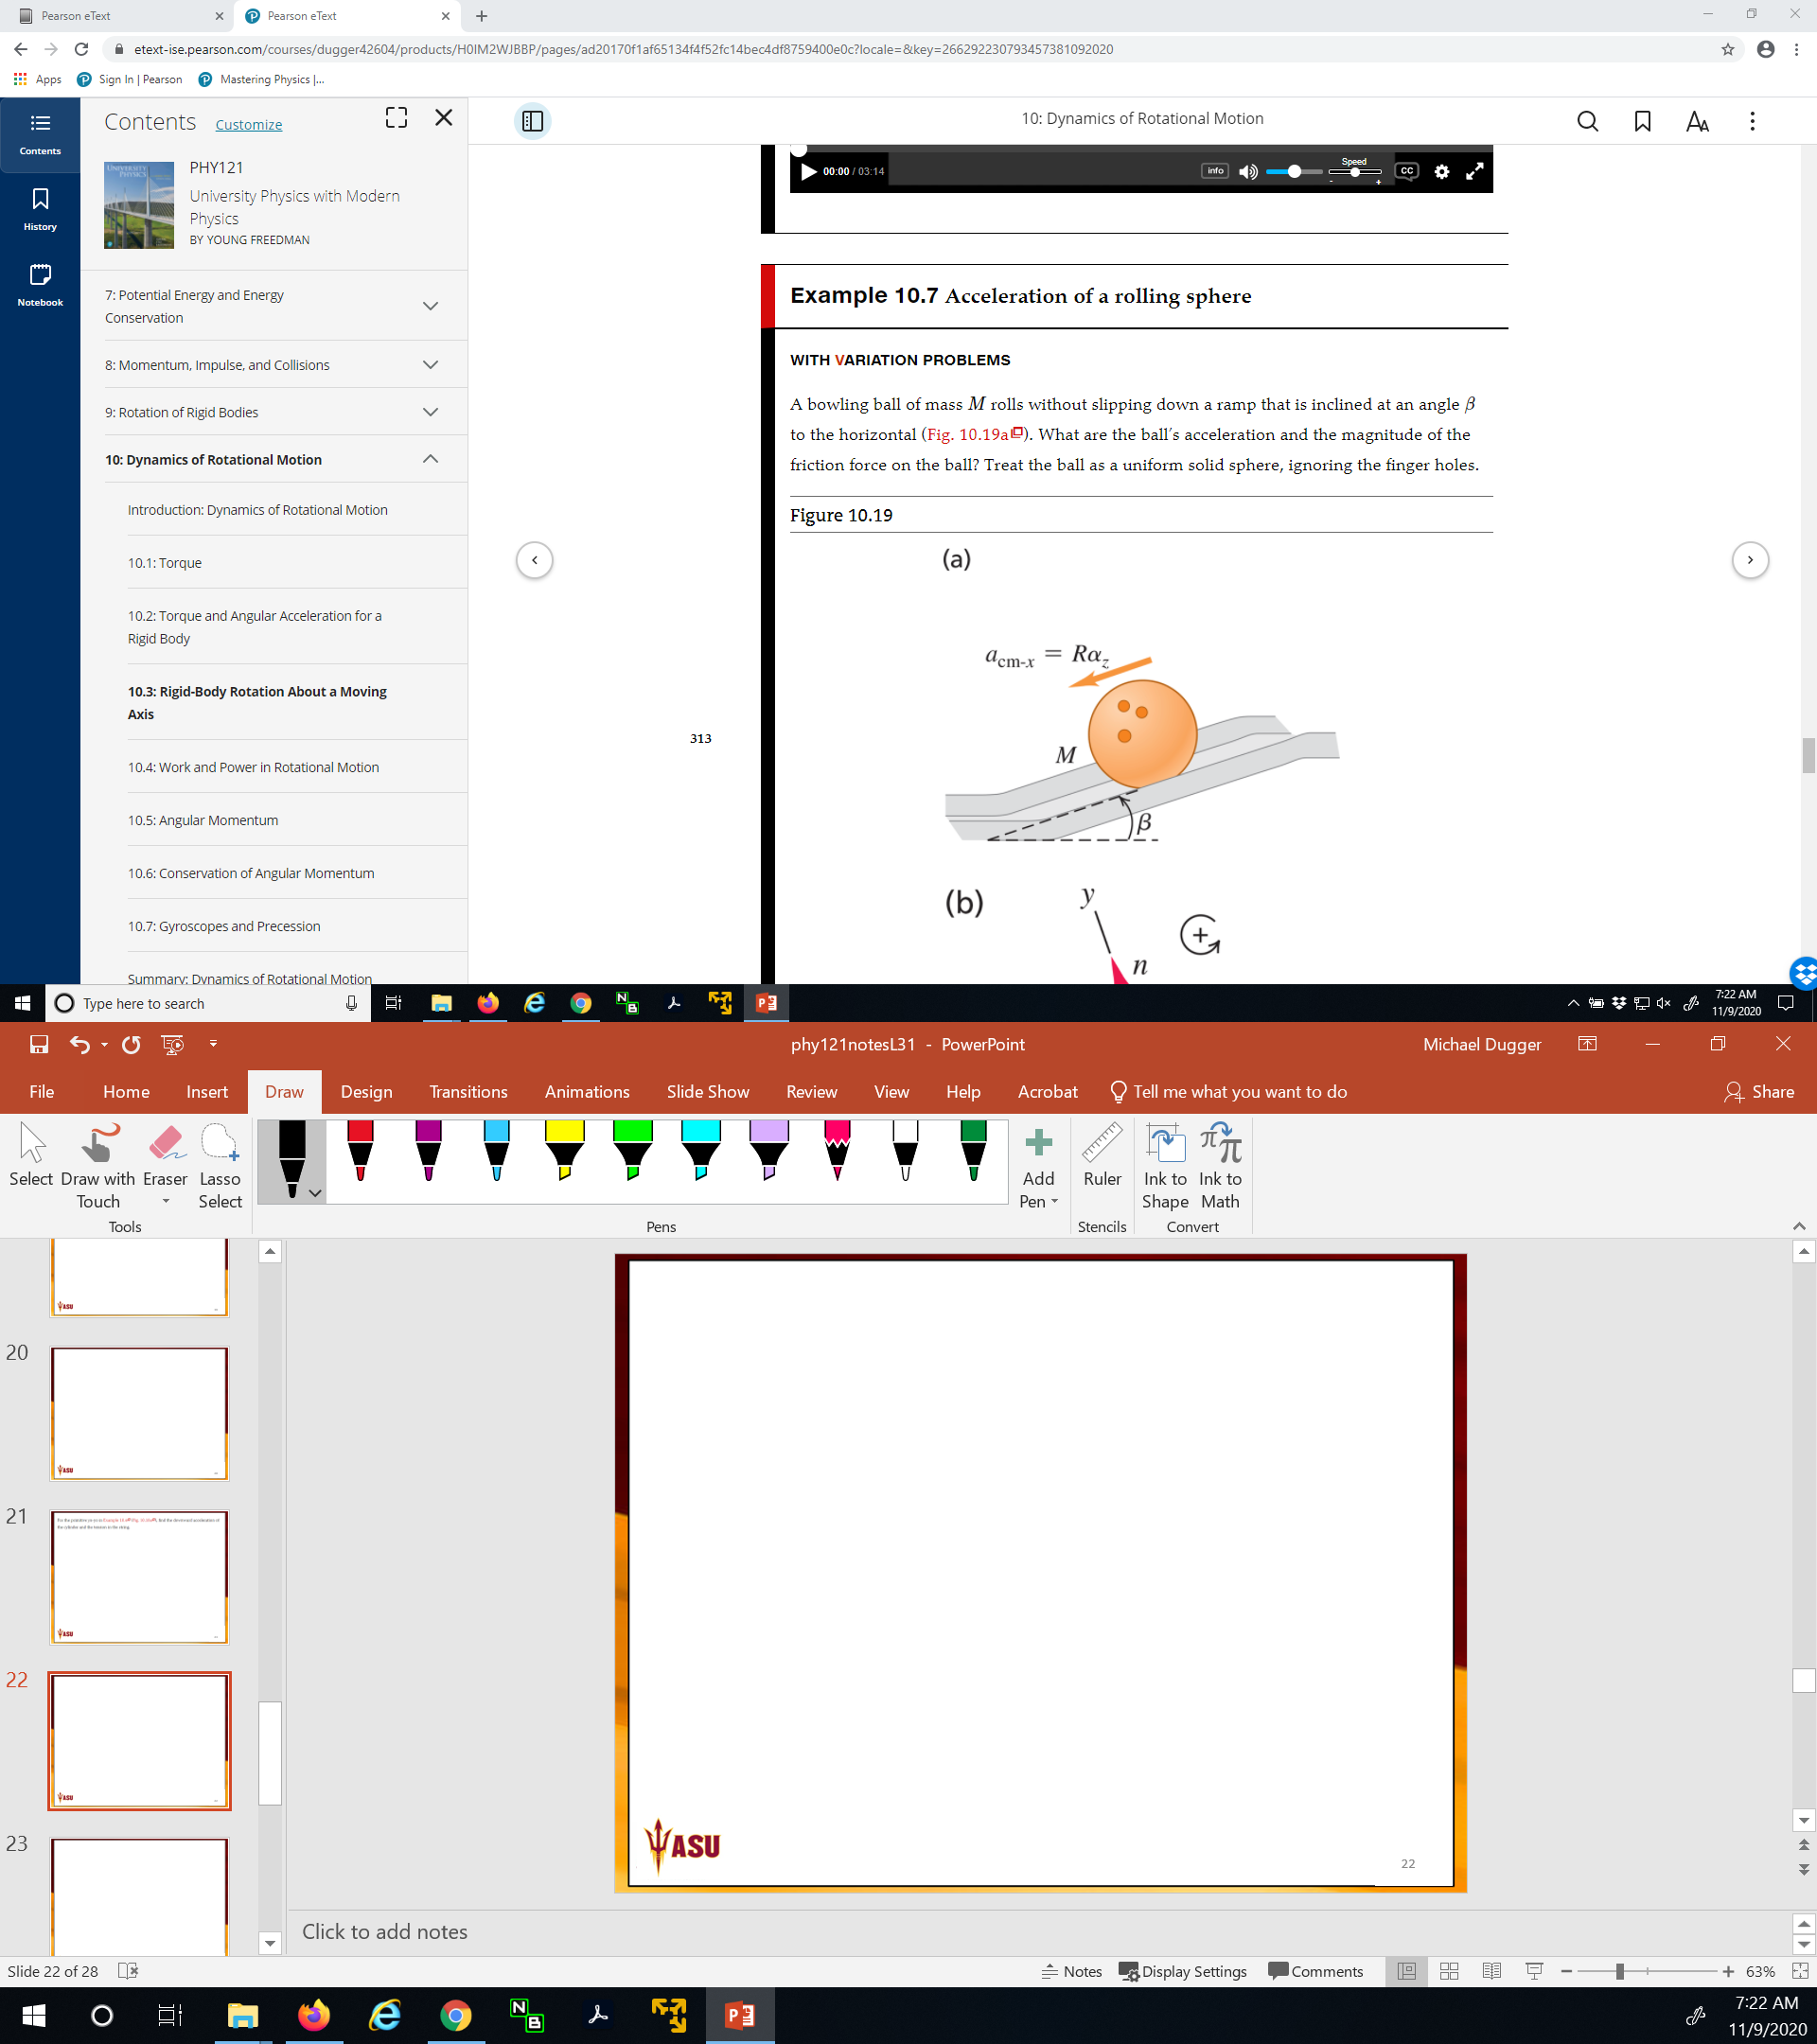 Pearson eText
Pearson eText
etext-ise.pearson.com/courses/dugger42604/products/H0IM2WJBBP/pages/ad20170f1af65134f4f52fc14bec4df8759400e0c?locale=&key=266292230793457381092020
Apps Sign In | Pearson Mastering Physics |...
Contents
History
Notebook
Contents Customize
PHY121
University Physics with Modern
Physics
BY YOUNG FREEDMAN
7: Potential Energy and Energy
Conservation
8: Momentum, Impulse, and Collisions
9: Rotation of Rigid Bodies
10: Dynamics of Rotational Motion
Introduction: Dynamics of Rotational Motion
10.1: Torque
10.2: Torque and Angular Acceleration for a
Rigid Body
10.3: Rigid-Body Rotation About a Moving
Axis
10.4: Work and Power in Rotational Motion
10.5: Angular Momentum
10.6: Conservation of Angular Momentum
10.7: Gyroscopes and Precession
Summary: Dynamics of Rotational Motion
10: Dynamics of Rotational Motion
00:00 / 03:14 info Speed - + CC
Example 10.7 Acceleration of a rolling sphere
WITH VARIATION PROBLEMS
A bowling ball of mass M rolls without slipping down a ramp that is inclined at an angle β
to the horizontal (Fig. 10.19a). What are the ball's acceleration and the magnitude of the
friction force on the ball? Treat the ball as a uniform solid sphere, ignoring the finger holes.
Figure 10.19
(a)
a cm-x = Rα z
M
β
313
(b)
y
+
n
Type here to search
7:22 AM
11/9/2020
phy121notesL31 - PowerPoint
Michael Dugger
File Home Insert Draw Design Transitions Animations Slide Show Review View Help Acrobat Tell me what you want to do Share
Select Draw with Touch Eraser Lasso Select
Tools
Pens
Add Pen
Ruler
Stencils
Ink to Shape Ink to Math
Convert
ASU
20
ASU
21
ASU
22
ASU
23
ASU
22
Click to add notes
Slide 22 of 28
Notes Display Settings Comments 63%
7:22 AM
11/9/2020